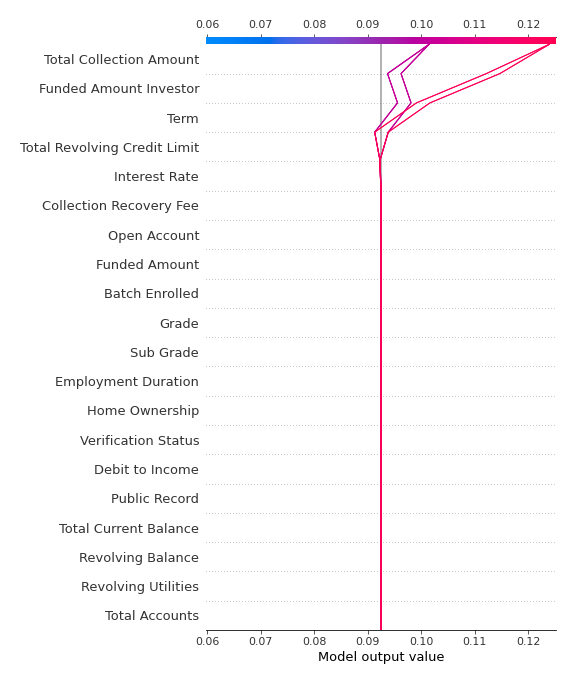 0.06 0.07 0.08 0.09 0.10 0.11 0.12
Total Collection Amount
Funded Amount Investor
Term
Total Revolving Credit Limit
Interest Rate
Collection Recovery Fee
Open Account
Funded Amount
Batch Enrolled
Grade
Sub Grade
Employment Duration
Home Ownership
Verification Status
Debit to Income
Public Record
Total Current Balance
Revolving Balance
Revolving Utilities
Total Accounts
0.06 0.07 0.08 0.09 0.10 0.11 0.12
Model output value